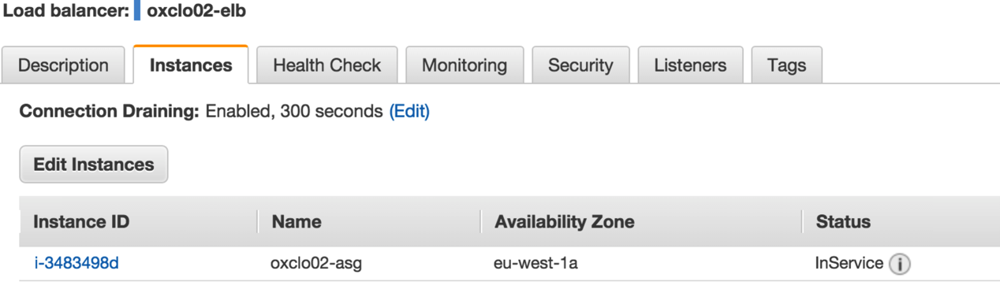 Load balancer: oxclo02-elb
Description Instances Health Check Monitoring Security Listeners Tags
Connection Draining: Enabled, 300 seconds (Edit)
Edit Instances
Instance ID Name Availability Zone Status
i-3483498d oxclo02-asg eu-west-1a InService i